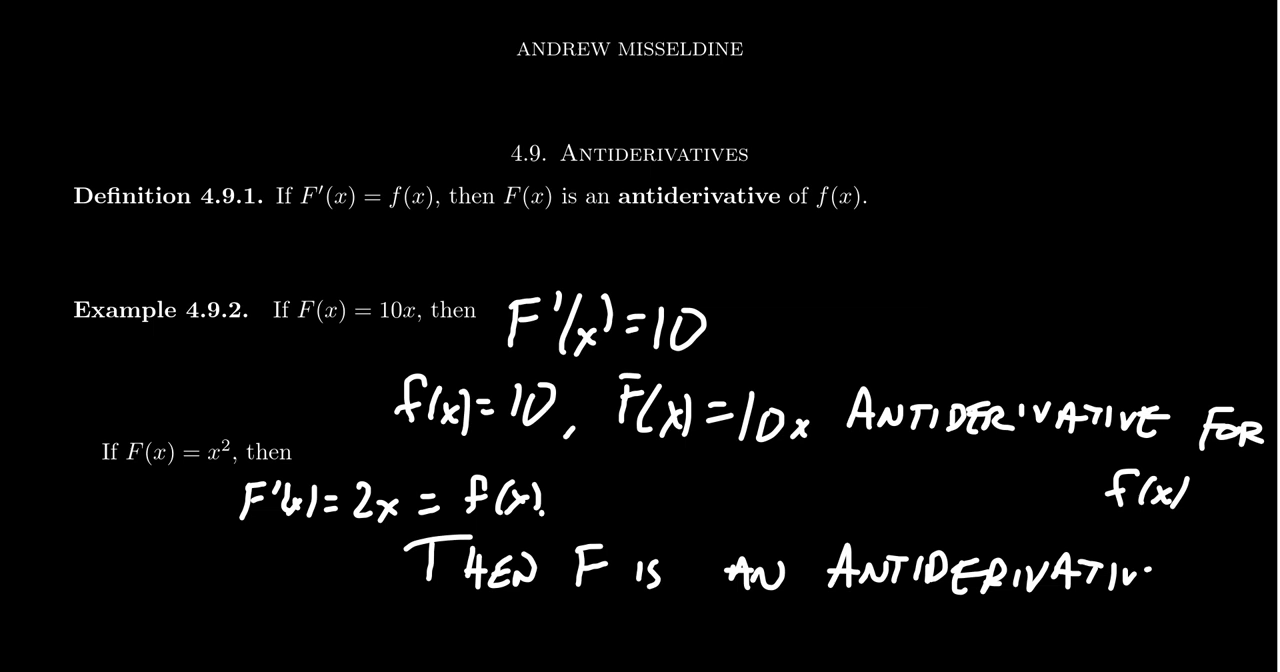 ANDREW MISSELDINE
4.9. ANTIDERIVATIVES
Definition 4.9.1. If F′(x) = f(x), then F(x) is an antiderivative of f(x).
Example 4.9.2. If F(x) = 10x, then F'(x) = 10
f(x) = 10, F(x) = 10x ANTIDERIVATIVE FOR
f(x)
If F(x) = x², then
F'(x) = 2x = f(x).
THEN F IS AN ANTIDERIVATIV